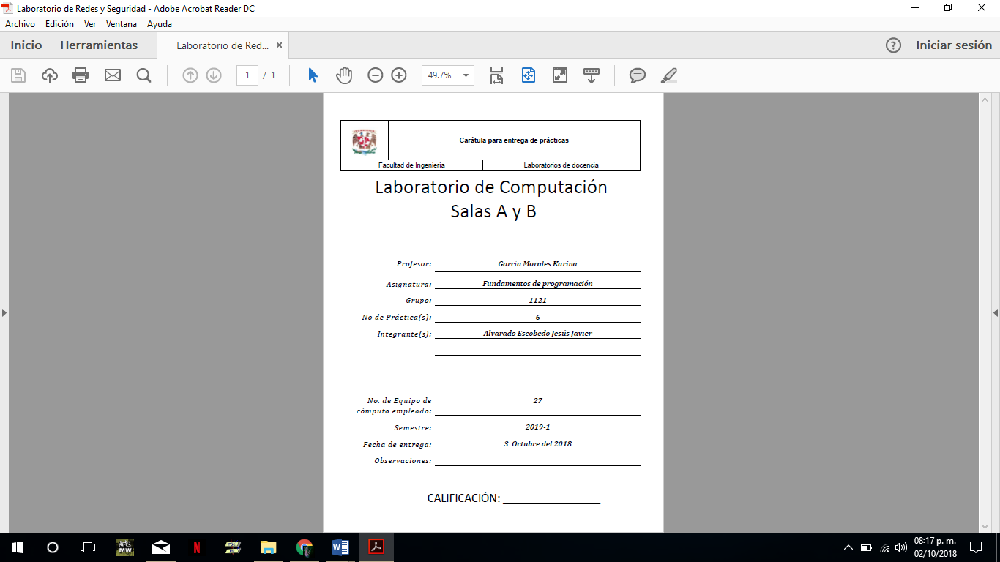 Laboratorio de Redes y Seguridad - Adobe Acrobat Reader DC
Archivo Edición Ver Ventana Ayuda
Inicio Herramientas Laboratorio de Red... Iniciar sesión
1 / 1 49.7%
Carátula para entrega de prácticas
Facultad de Ingeniería Laboratorios de docencia
Laboratorio de Computación
Salas A y B
Profesor: García Morales Karina
Asignatura: Fundamentos de programación
Grupo: 1121
No de Práctica(s): 6
Integrante(s): Alvarado Escobedo Jesús Javier
No. de Equipo de 27
cómputo empleado:
Semestre: 2019-1
Fecha de entrega: 3 Octubre del 2018
Observaciones:
CALIFICACIÓN: __________________
08:17 p. m.
02/10/2018